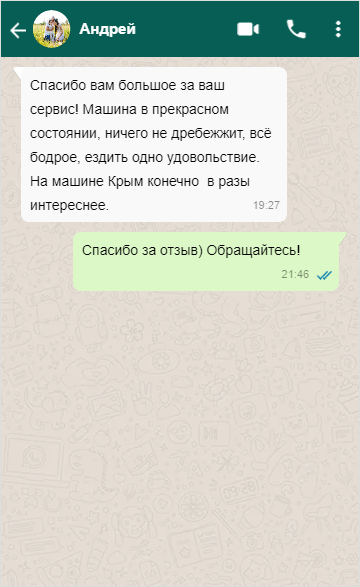 Андрей
Спасибо вам большое за ваш
сервис! Машина в прекрасном
состоянии, ничего не дребежжит, всё
бодрое, ездить одно удовольствие.
На машине Крым конечно в разы
интереснее.
19:27
Спасибо за отзыв) Обращайтесь!
21:46